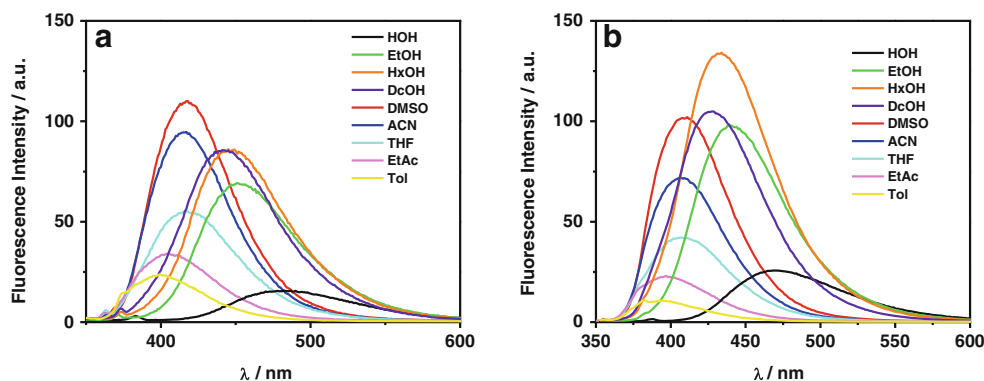 a
Fluorescence Intensity / a.u.
150
100
50
0
400
500
600
λ / nm
HOH
EtOH
HxOH
DcOH
DMSO
ACN
THF
EtAc
Tol
b
Fluorescence Intensity / a.u.
150
100
50
0
350
400
450
500
550
600
λ / nm
HOH
EtOH
HxOH
DcOH
DMSO
ACN
THF
EtAc
Tol